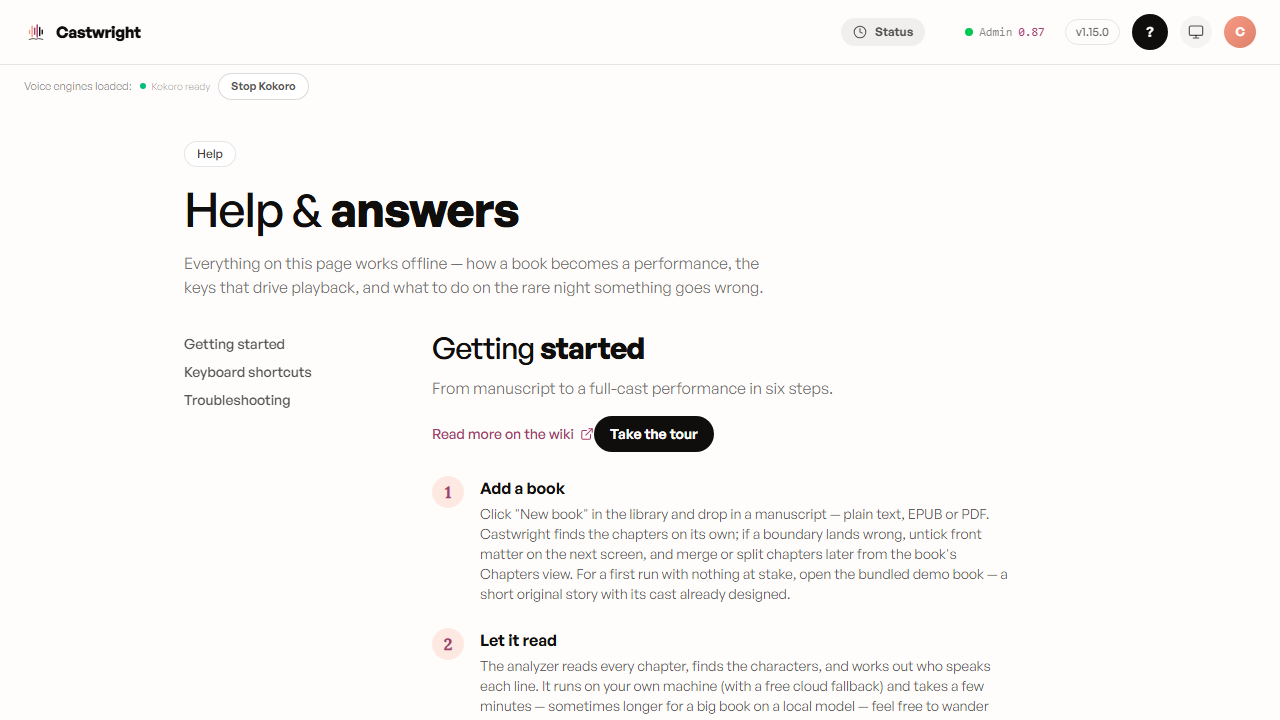 Castwright
Status
Admin 0.87
v1.15.0
?
C
Voice engines loaded:
Kokoro ready
Stop Kokoro
Help
Help & answers
Everything on this page works offline — how a book becomes a performance, the
keys that drive playback, and what to do on the rare night something goes wrong.
Getting started
Keyboard shortcuts
Troubleshooting
Getting started
From manuscript to a full-cast performance in six steps.
Read more on the wiki
Take the tour
1
Add a book
Click "New book" in the library and drop in a manuscript — plain text, EPUB or PDF.
Castwright finds the chapters on its own; if a boundary lands wrong, untick front
matter on the next screen, and merge or split chapters later from the book's
Chapters view. For a first run with nothing at stake, open the bundled demo book — a
short original story with its cast already designed.
2
Let it read
The analyzer reads every chapter, finds the characters, and works out who speaks
each line. It runs on your own machine (with a free cloud fallback) and takes a few
minutes — sometimes longer for a big book on a local model — feel free to wander